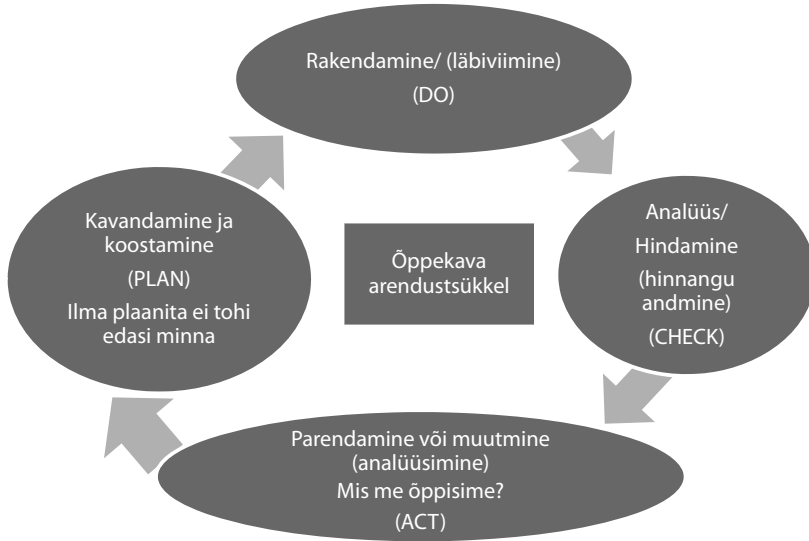 Rakendamine/ (läbiviimine)
(DO)
Kavandamine ja
koostamine
(PLAN)
Ilma plaanita ei tohi
edasi minna
Õppekava
arendustsükkel
Analüüs/
Hindamine
(hinnangu
andmine)
(CHECK)
Parendamine või muutmine
(analüüsimine)
Mis me õppisime?
(ACT)